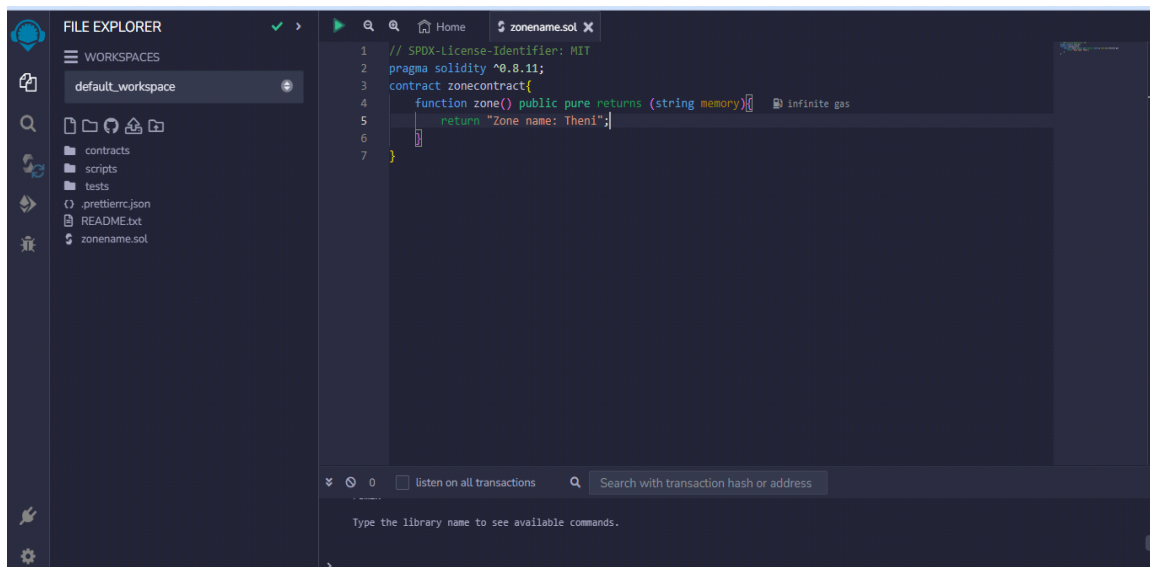 FILE EXPLORER
WORKSPACES
default_workspace
contracts
scripts
tests
.prettierrc.json
README.txt
zonename.sol
Home
zonename.sol
1 // SPDX-License-Identifier: MIT
2 pragma solidity ^0.8.11;
3 contract zonecontract{
4 function zone() public pure returns (string memory){ infinite gas
5 return "Zone name: Theni";
6 }
7 }
0 listen on all transactions Search with transaction hash or address
Type the library name to see available commands.
>